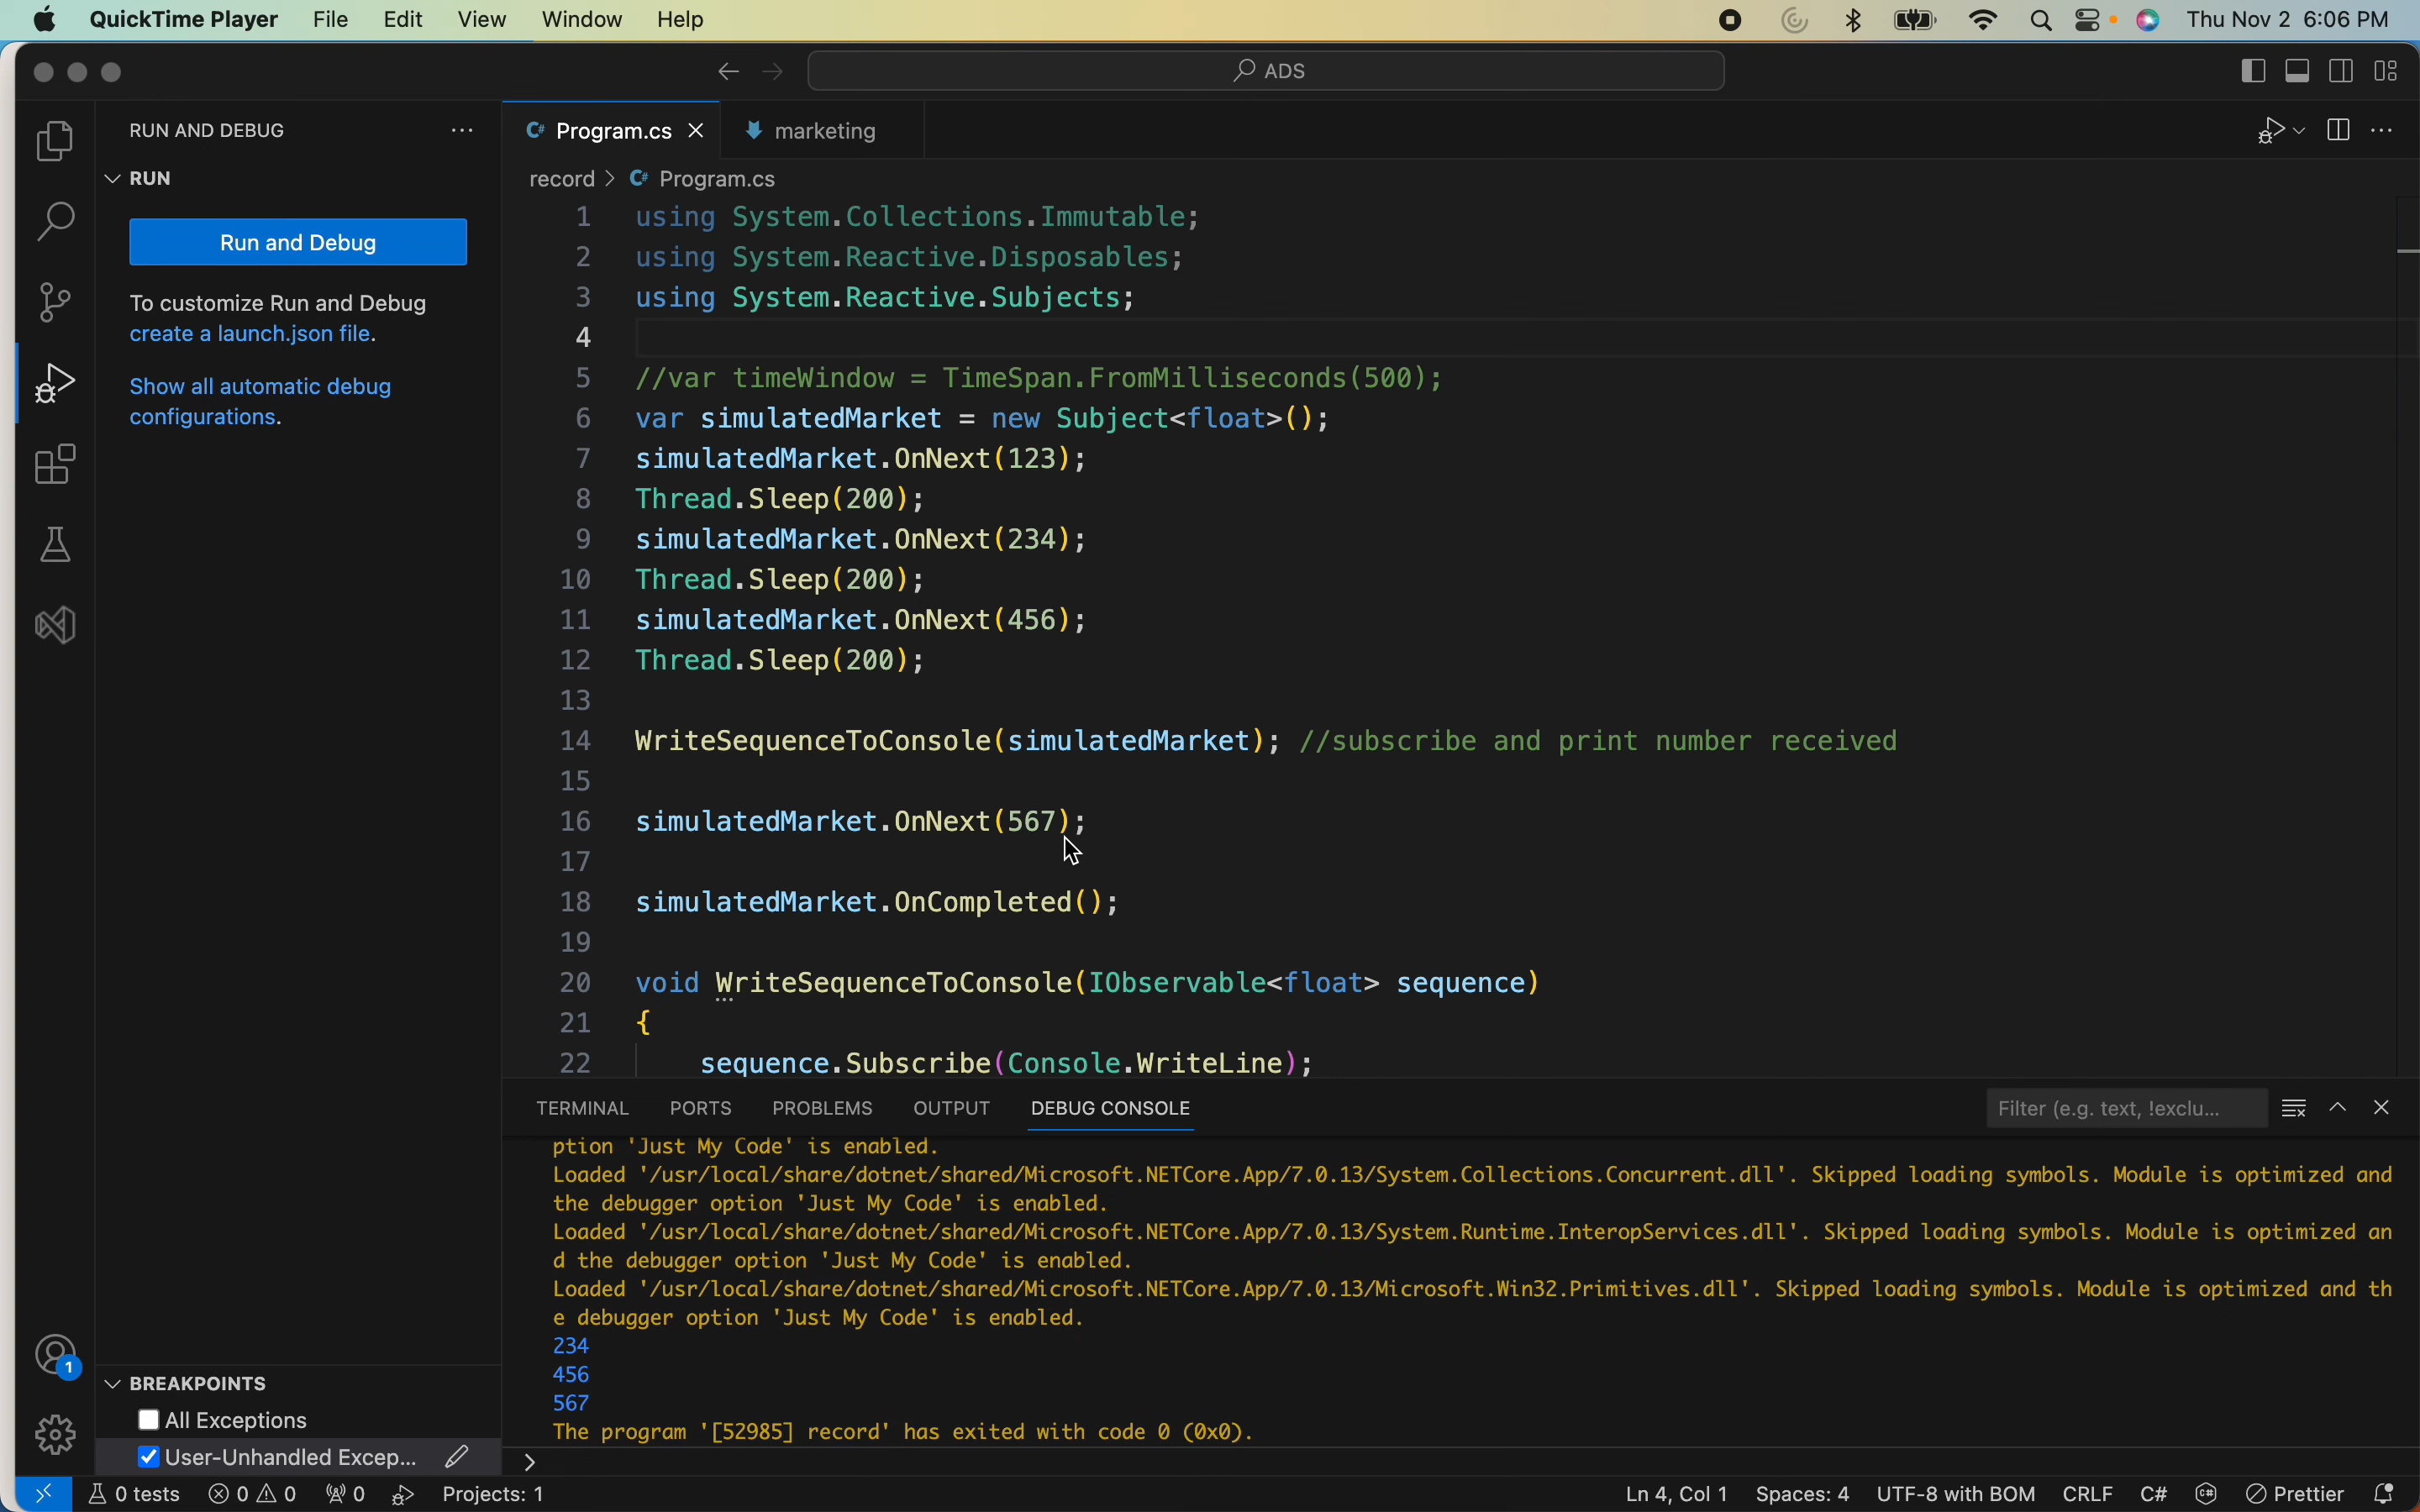 QuickTime Player File Edit View Window Help Thu Nov 2 6:06 PM
ADS
RUN AND DEBUG
RUN
Run and Debug
To customize Run and Debug
create a launch.json file.
Show all automatic debug
configurations.
C# Program.cs
marketing
record > C# Program.cs
1 using System.Collections.Immutable;
2 using System.Reactive.Disposables;
3 using System.Reactive.Subjects;
4
5 //var timeWindow = TimeSpan.FromMilliseconds(500);
6 var simulatedMarket = new Subject<float>();
7 simulatedMarket.OnNext(123);
8 Thread.Sleep(200);
9 simulatedMarket.OnNext(234);
10 Thread.Sleep(200);
11 simulatedMarket.OnNext(456);
12 Thread.Sleep(200);
13
14 WriteSequenceToConsole(simulatedMarket); //subscribe and print number received
15
16 simulatedMarket.OnNext(567);
17
18 simulatedMarket.OnCompleted();
19
20 void WriteSequenceToConsole(IObservable<float> sequence)
21 {
22 sequence.Subscribe(Console.WriteLine);
TERMINAL PORTS PROBLEMS OUTPUT DEBUG CONSOLE Filter (e.g. text, !exclu...
ption 'Just My Code' is enabled.
Loaded '/usr/local/share/dotnet/shared/Microsoft.NETCore.App/7.0.13/System.Collections.Concurrent.dll'. Skipped loading symbols. Module is optimized and
the debugger option 'Just My Code' is enabled.
Loaded '/usr/local/share/dotnet/shared/Microsoft.NETCore.App/7.0.13/System.Runtime.InteropServices.dll'. Skipped loading symbols. Module is optimized an
d the debugger option 'Just My Code' is enabled.
Loaded '/usr/local/share/dotnet/shared/Microsoft.NETCore.App/7.0.13/Microsoft.Win32.Primitives.dll'. Skipped loading symbols. Module is optimized and th
e debugger option 'Just My Code' is enabled.
234
456
567
The program '[52985] record' has exited with code 0 (0x0).
>
1
BREAKPOINTS
All Exceptions
User-Unhandled Excep...
0 tests 0 0 0 Projects: 1 Ln 4, Col 1 Spaces: 4 UTF-8 with BOM CRLF C# Prettier